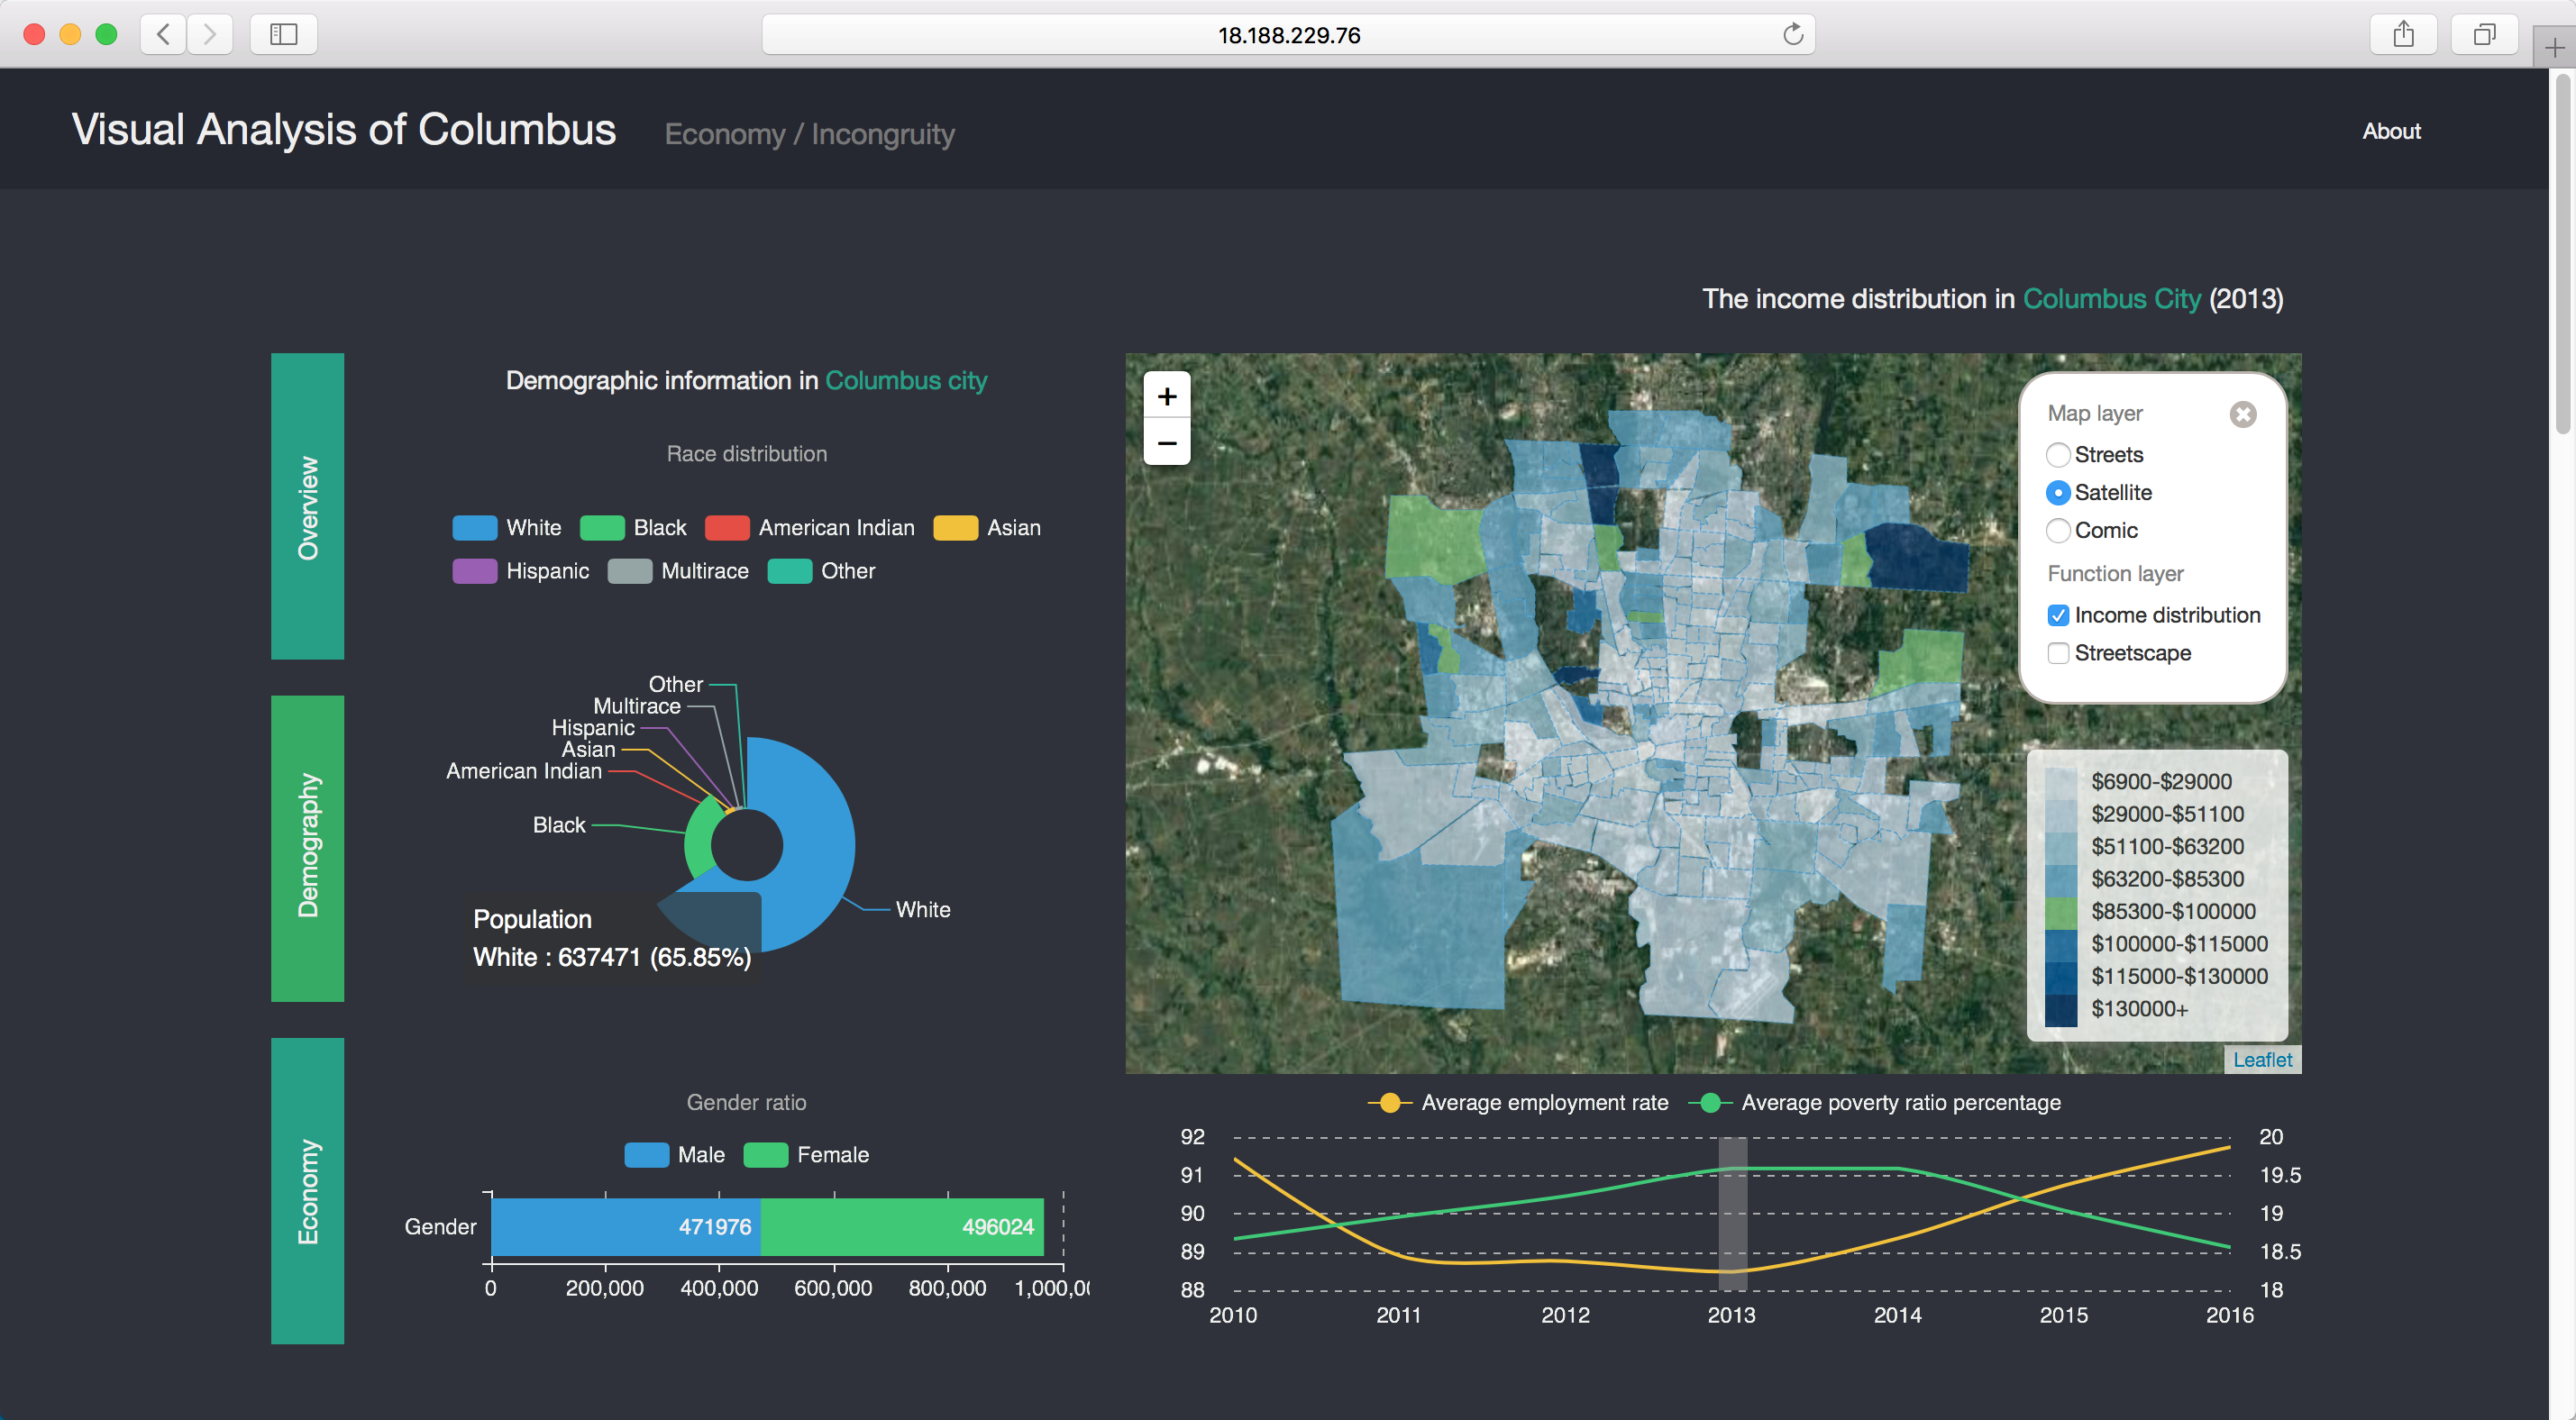 18.188.229.76
Visual Analysis of Columbus
Economy / Incongruity
About
The income distribution in Columbus City (2013)
Overview
Demography
Economy
Demographic information in Columbus city
Race distribution
White
Black
American Indian
Asian
Hispanic
Multirace
Other
Other
Multirace
Hispanic
Asian
American Indian
Black
White
Population
White : 637471 (65.85%)
Gender ratio
Male
Female
Gender
471976
496024
0
200,000
400,000
600,000
800,000
1,000,0
+
−
Map layer
Streets
Satellite
Comic
Function layer
Income distribution
Streetscape
$6900-$29000
$29000-$51100
$51100-$63200
$63200-$85300
$85300-$100000
$100000-$115000
$115000-$130000
$130000+
Leaflet
Average employment rate
Average poverty ratio percentage
92
91
90
89
88
20
19.5
19
18.5
18
2010
2011
2012
2013
2014
2015
2016